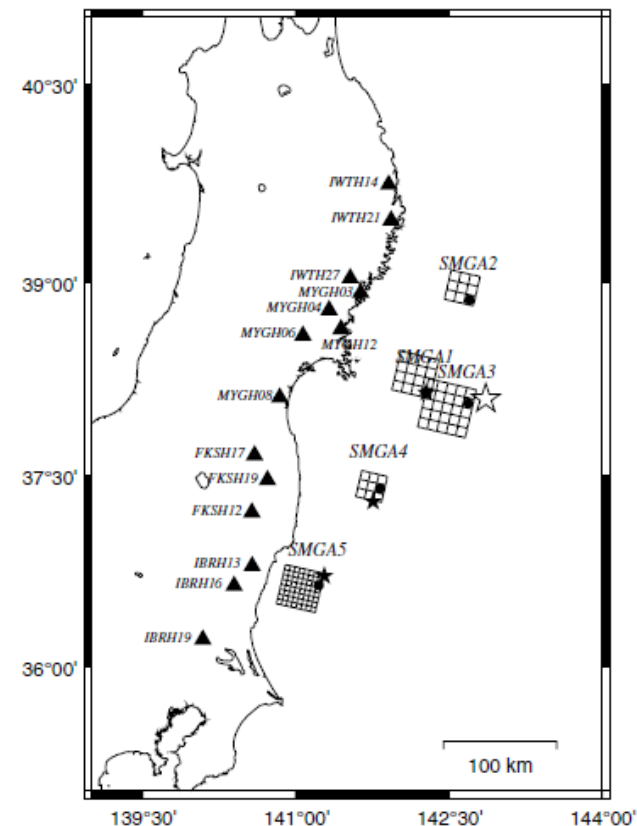 40°30'
IWTH14
IWTH21
SMGA2
39°00'
IWTH27
MYGH03
MYGH04
MYGH06
MYGH12
SMGA1
SMGA3
MYGH08
SMGA4
FKSH17
37°30'
FKSH19
FKSH12
SMGA5
IBRH13
IBRH16
IBRH19
36°00'
100 km
139°30'
141°00'
142°30'
144°00'